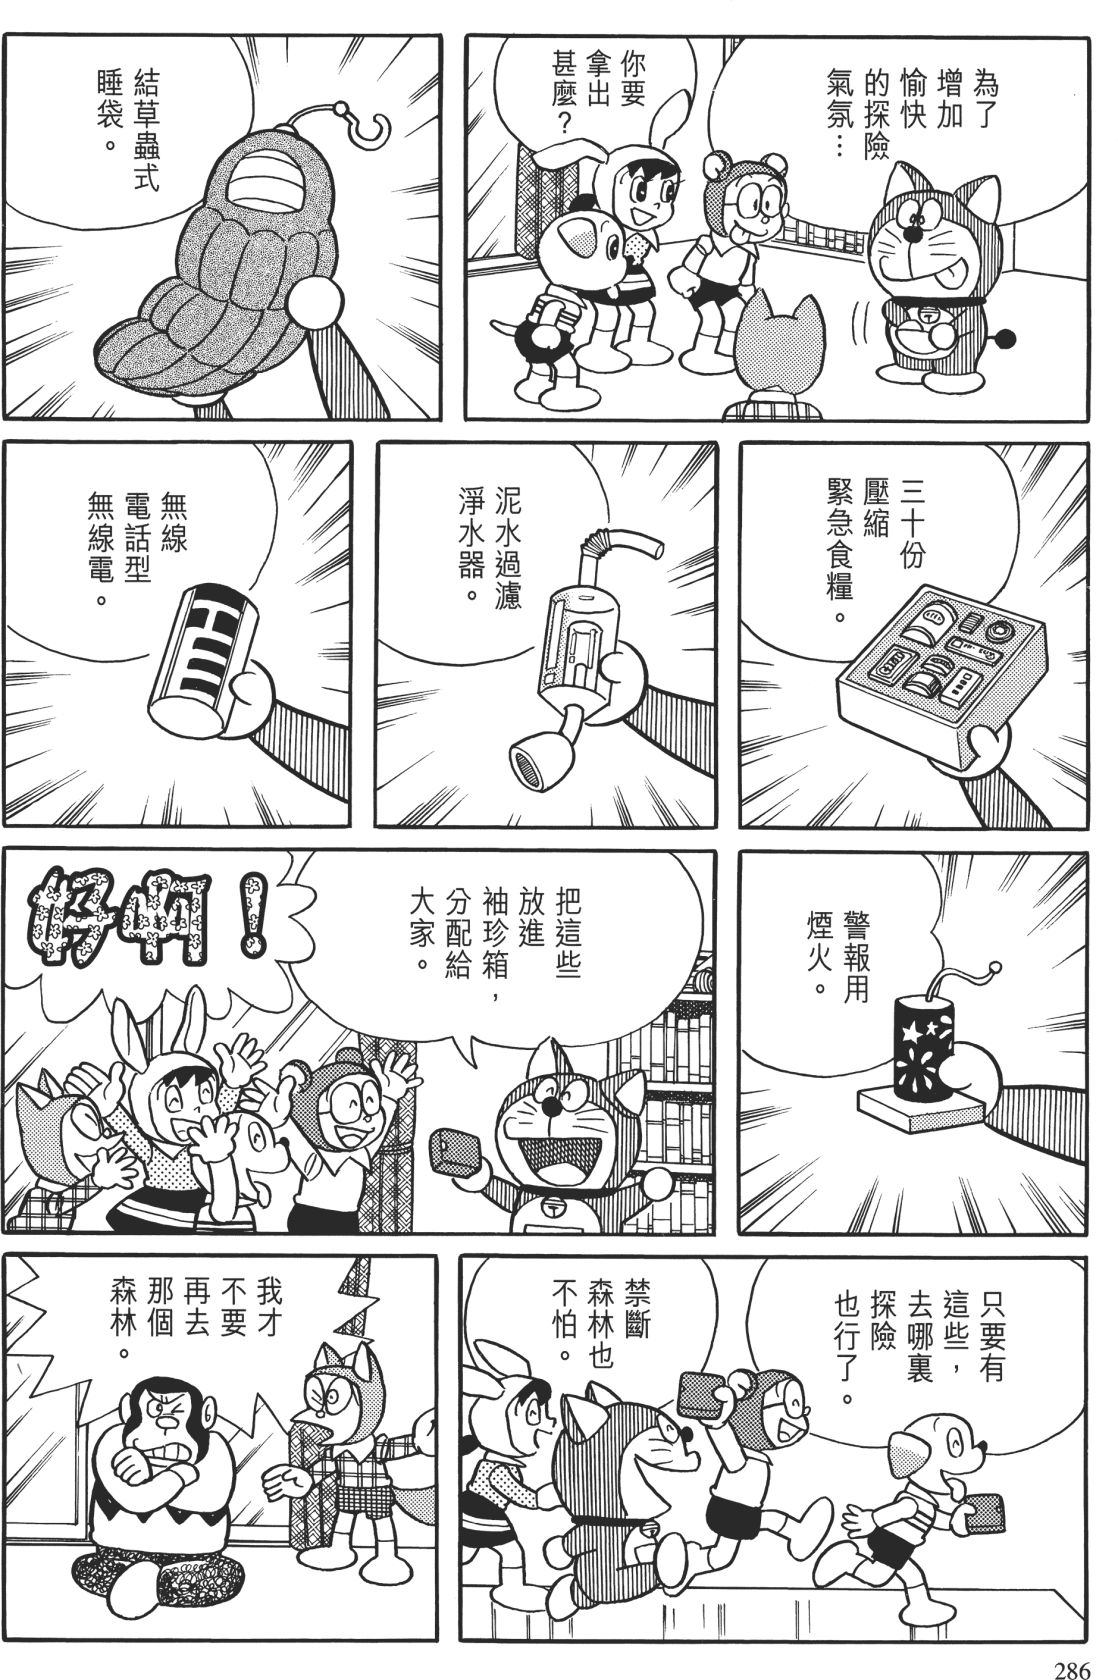 為了
增加
愉快
的探險
氣氛…
你要
拿出
甚麼？
結草蟲式
睡袋。
三十份
壓縮
緊急食糧。
泥水過濾
淨水器。
無線
電話型
無線電。
警報用
煙火。
把這些
放進
袖珍箱，
分配給
大家。
好啊！
只要有
這些，
去哪裏
探險
也行了。
禁斷
森林也
不怕。
我才
不要
再去
那個
森林。
286